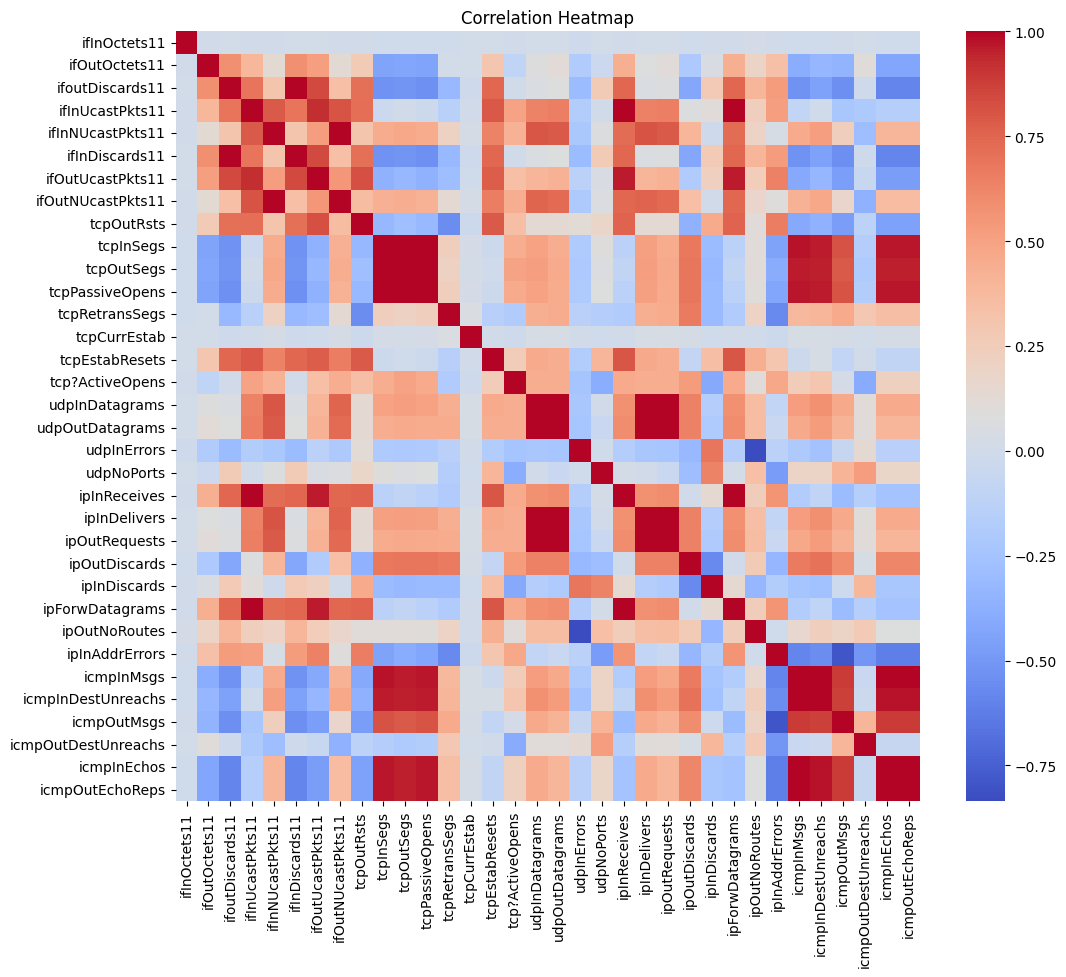 Correlation Heatmap
ifInOctets11
ifOutOctets11
ifoutDiscards11
ifInUcastPkts11
ifInNUcastPkts11
ifInDiscards11
ifOutUcastPkts11
ifOutNUcastPkts11
tcpOutRsts
tcpInSegs
tcpOutSegs
tcpPassiveOpens
tcpRetransSegs
tcpCurrEstab
tcpEstabResets
tcp?ActiveOpens
udpInDatagrams
udpOutDatagrams
udpInErrors
udpNoPorts
ipInReceives
ipInDelivers
ipOutRequests
ipOutDiscards
ipInDiscards
ipForwDatagrams
ipOutNoRoutes
ipInAddrErrors
icmpInMsgs
icmpInDestUnreachs
icmpOutMsgs
icmpOutDestUnreachs
icmpInEchos
icmpOutEchoReps
ifInOctets11
ifOutOctets11
ifoutDiscards11
ifInUcastPkts11
ifInNUcastPkts11
ifInDiscards11
ifOutUcastPkts11
ifOutNUcastPkts11
tcpOutRsts
tcpInSegs
tcpOutSegs
tcpPassiveOpens
tcpRetransSegs
tcpCurrEstab
tcpEstabResets
tcp?ActiveOpens
udpInDatagrams
udpOutDatagrams
udpInErrors
udpNoPorts
ipInReceives
ipInDelivers
ipOutRequests
ipOutDiscards
ipInDiscards
ipForwDatagrams
ipOutNoRoutes
ipInAddrErrors
icmpInMsgs
icmpInDestUnreachs
icmpOutMsgs
icmpOutDestUnreachs
icmpInEchos
icmpOutEchoReps
1.00
0.75
0.50
0.25
0.00
−0.25
−0.50
−0.75